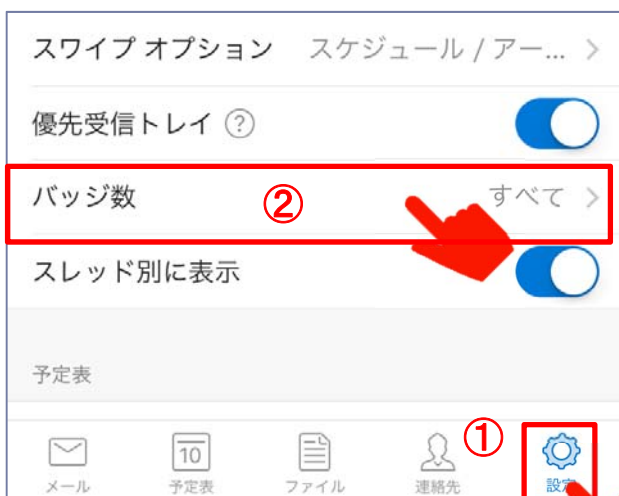 スワイプ オプション スケジュール / アー... >
優先受信トレイ ?
バッジ数 ② すべて >
スレッド別に表示
予定表
①
10
メール 予定表 ファイル 連絡先 設定